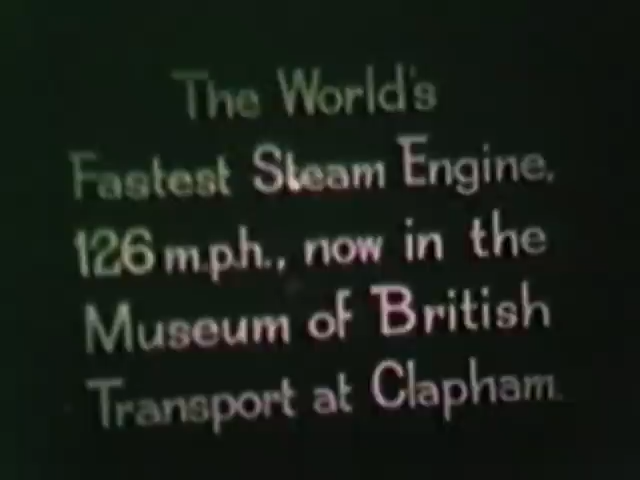 The World's
Fastest Steam Engine,
126 m.p.h., now in the
Museum of British
Transport at Clapham.